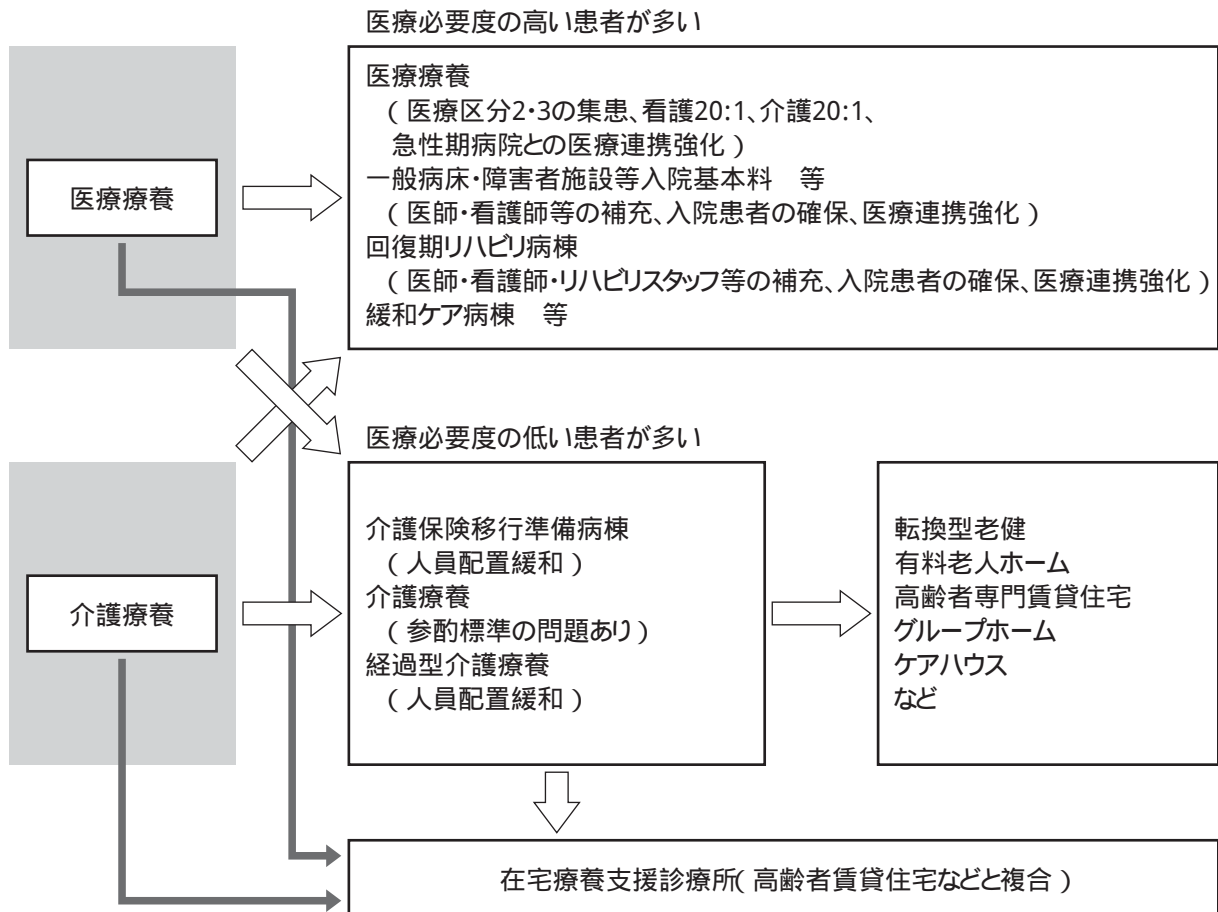 医療必要度の高い患者が多い
医療療養
医療療養
（医療区分2・3の集患、看護20:1、介護20:1、
急性期病院との医療連携強化）
一般病床・障害者施設等入院基本料　等
（医師・看護師等の補充、入院患者の確保、医療連携強化）
回復期リハビリ病棟
（医師・看護師・リハビリスタッフ等の補充、入院患者の確保、医療連携強化）
緩和ケア病棟　等
医療必要度の低い患者が多い
介護療養
介護保険移行準備病棟
（人員配置緩和）
介護療養
（参酌標準の問題あり）
経過型介護療養
（人員配置緩和）
転換型老健
有料老人ホーム
高齢者専門賃貸住宅
グループホーム
ケアハウス
など
在宅療養支援診療所（高齢者賃貸住宅などと複合）